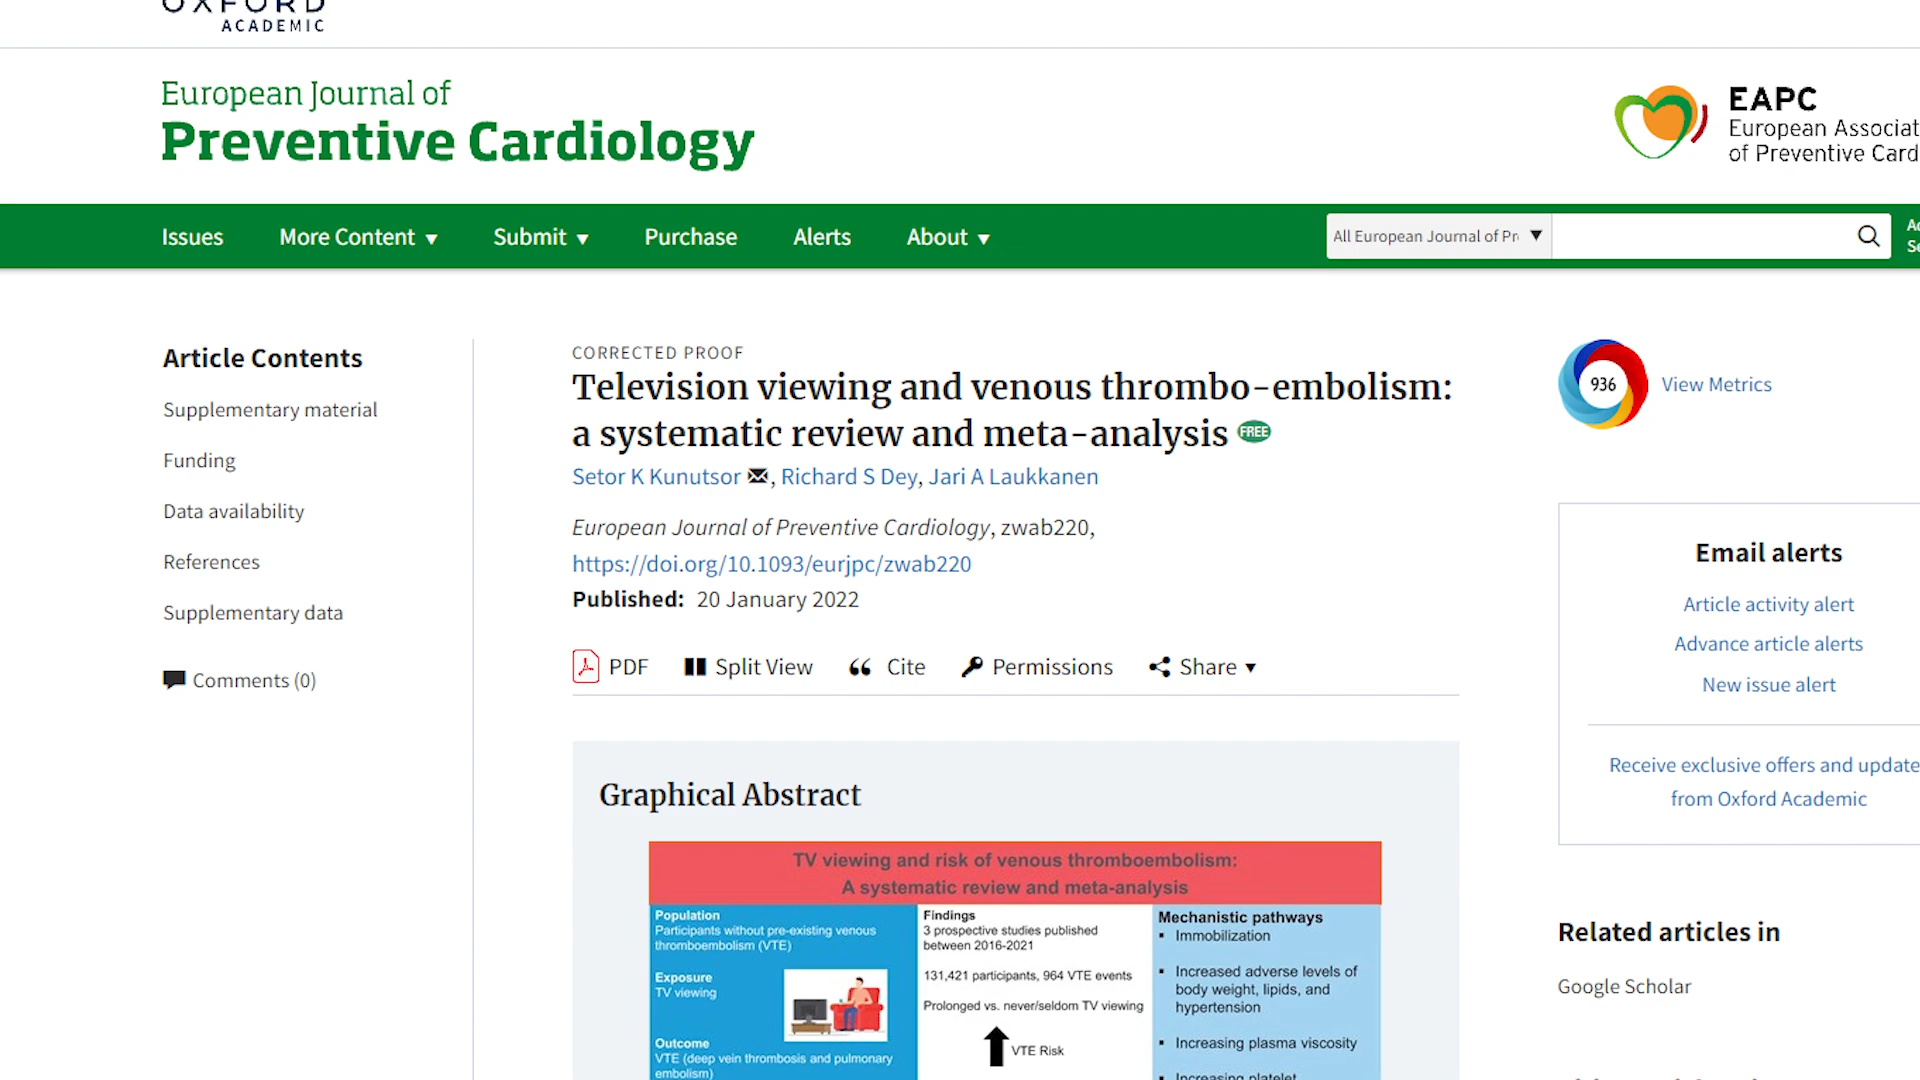 OXFORD
ACADEMIC
European Journal of
Preventive Cardiology
EAPC
European Associat
of Preventive Card
Issues
More Content
Submit
Purchase
Alerts
About
All European Journal of Pr
Article Contents
Supplementary material
Funding
Data availability
References
Supplementary data
Comments (0)
CORRECTED PROOF
Television viewing and venous thrombo-embolism:
a systematic review and meta-analysis FREE
Setor K Kunutsor, Richard S Dey, Jari A Laukkanen
European Journal of Preventive Cardiology, zwab220,
https://doi.org/10.1093/eurjpc/zwab220
Published: 20 January 2022
PDF
Split View
Cite
Permissions
Share
Graphical Abstract
TV viewing and risk of venous thromboembolism:
A systematic review and meta-analysis
Population
Participants without pre-existing venous
thromboembolism (VTE)
Exposure
TV viewing
Outcome
VTE (deep vein thrombosis and pulmonary
embolism)
Findings
3 prospective studies published
between 2016-2021
131,421 participants, 964 VTE events
Prolonged vs. never/seldom TV viewing
VTE Risk
Mechanistic pathways
▪ Immobilization
▪ Increased adverse levels of
body weight, lipids, and
hypertension
▪ Increasing plasma viscosity
▪ Increasing platelet
936
View Metrics
Email alerts
Article activity alert
Advance article alerts
New issue alert
Receive exclusive offers and update
from Oxford Academic
Related articles in
Google Scholar